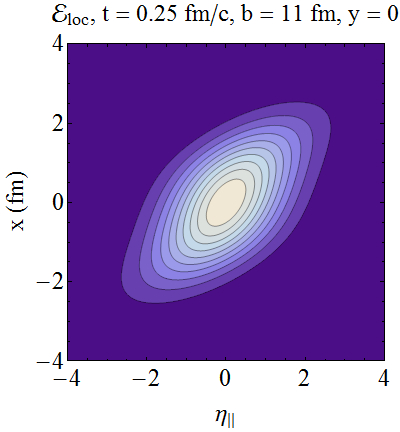 ℰloc, t = 0.25 fm/c, b = 11 fm, y = 0
4
2
0
−2
−4
x (fm)
−4 −2 0 2 4
η||